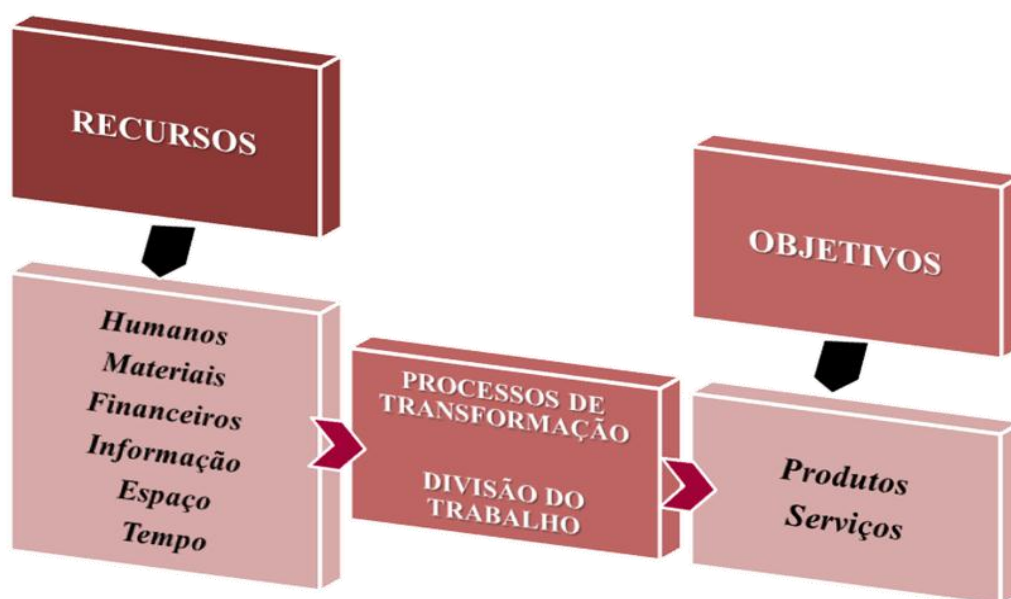 RECURSOS
Humanos
Materiais
Financeiros
Informação
Espaço
Tempo
PROCESSOS DE
TRANSFORMAÇÃO
DIVISÃO DO
TRABALHO
OBJETIVOS
Produtos
Serviços